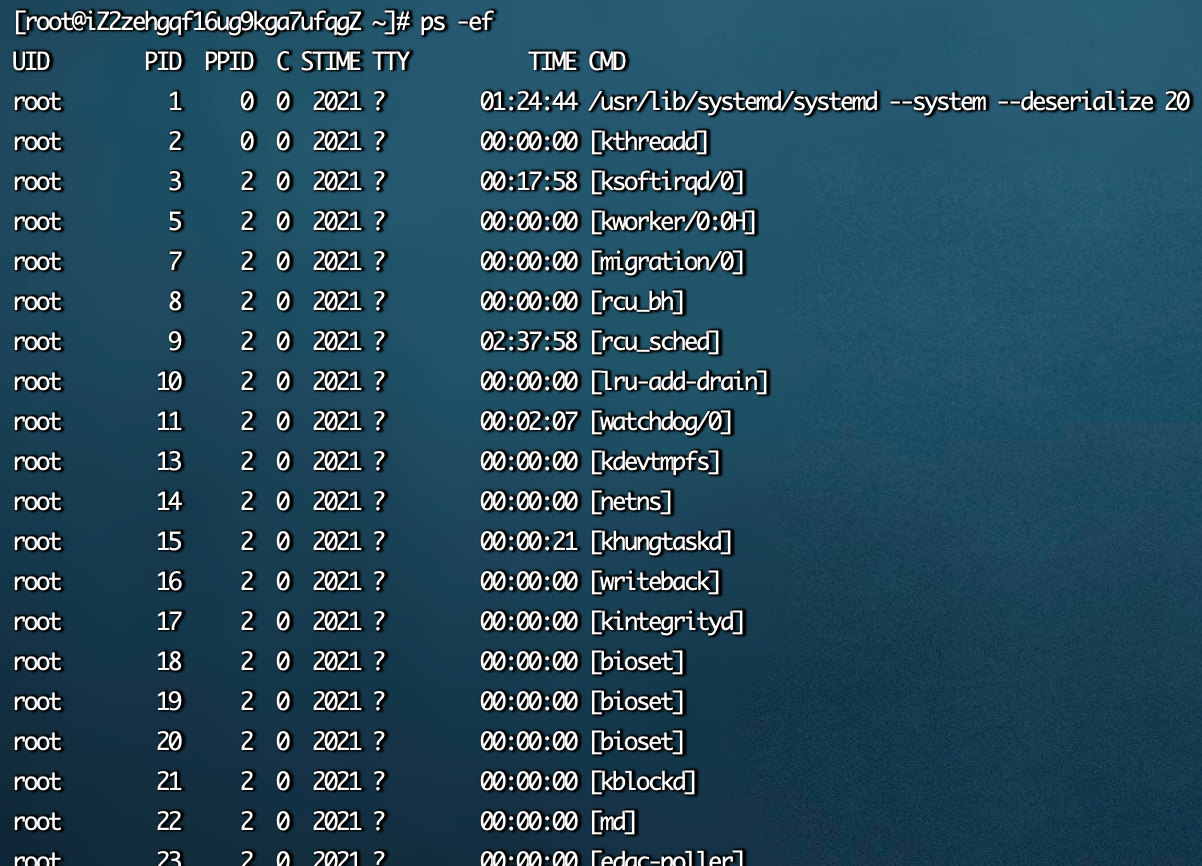 [root@iZ2zehgqf16ug9kga7ufqgZ ~]# ps -ef
UID        PID  PPID  C STIME TTY          TIME CMD
root         1     0  0  2021 ?        01:24:44 /usr/lib/systemd/systemd --system --deserialize 20
root         2     0  0  2021 ?        00:00:00 [kthreadd]
root         3     2  0  2021 ?        00:17:58 [ksoftirqd/0]
root         5     2  0  2021 ?        00:00:00 [kworker/0:0H]
root         7     2  0  2021 ?        00:00:00 [migration/0]
root         8     2  0  2021 ?        00:00:00 [rcu_bh]
root         9     2  0  2021 ?        02:37:58 [rcu_sched]
root        10     2  0  2021 ?        00:00:00 [lru-add-drain]
root        11     2  0  2021 ?        00:02:07 [watchdog/0]
root        13     2  0  2021 ?        00:00:00 [kdevtmpfs]
root        14     2  0  2021 ?        00:00:00 [netns]
root        15     2  0  2021 ?        00:00:21 [khungtaskd]
root        16     2  0  2021 ?        00:00:00 [writeback]
root        17     2  0  2021 ?        00:00:00 [kintegrityd]
root        18     2  0  2021 ?        00:00:00 [bioset]
root        19     2  0  2021 ?        00:00:00 [bioset]
root        20     2  0  2021 ?        00:00:00 [bioset]
root        21     2  0  2021 ?        00:00:00 [kblockd]
root        22     2  0  2021 ?        00:00:00 [md]
root        23     2  0  2021 ?        00:00:00 [edac-poller]